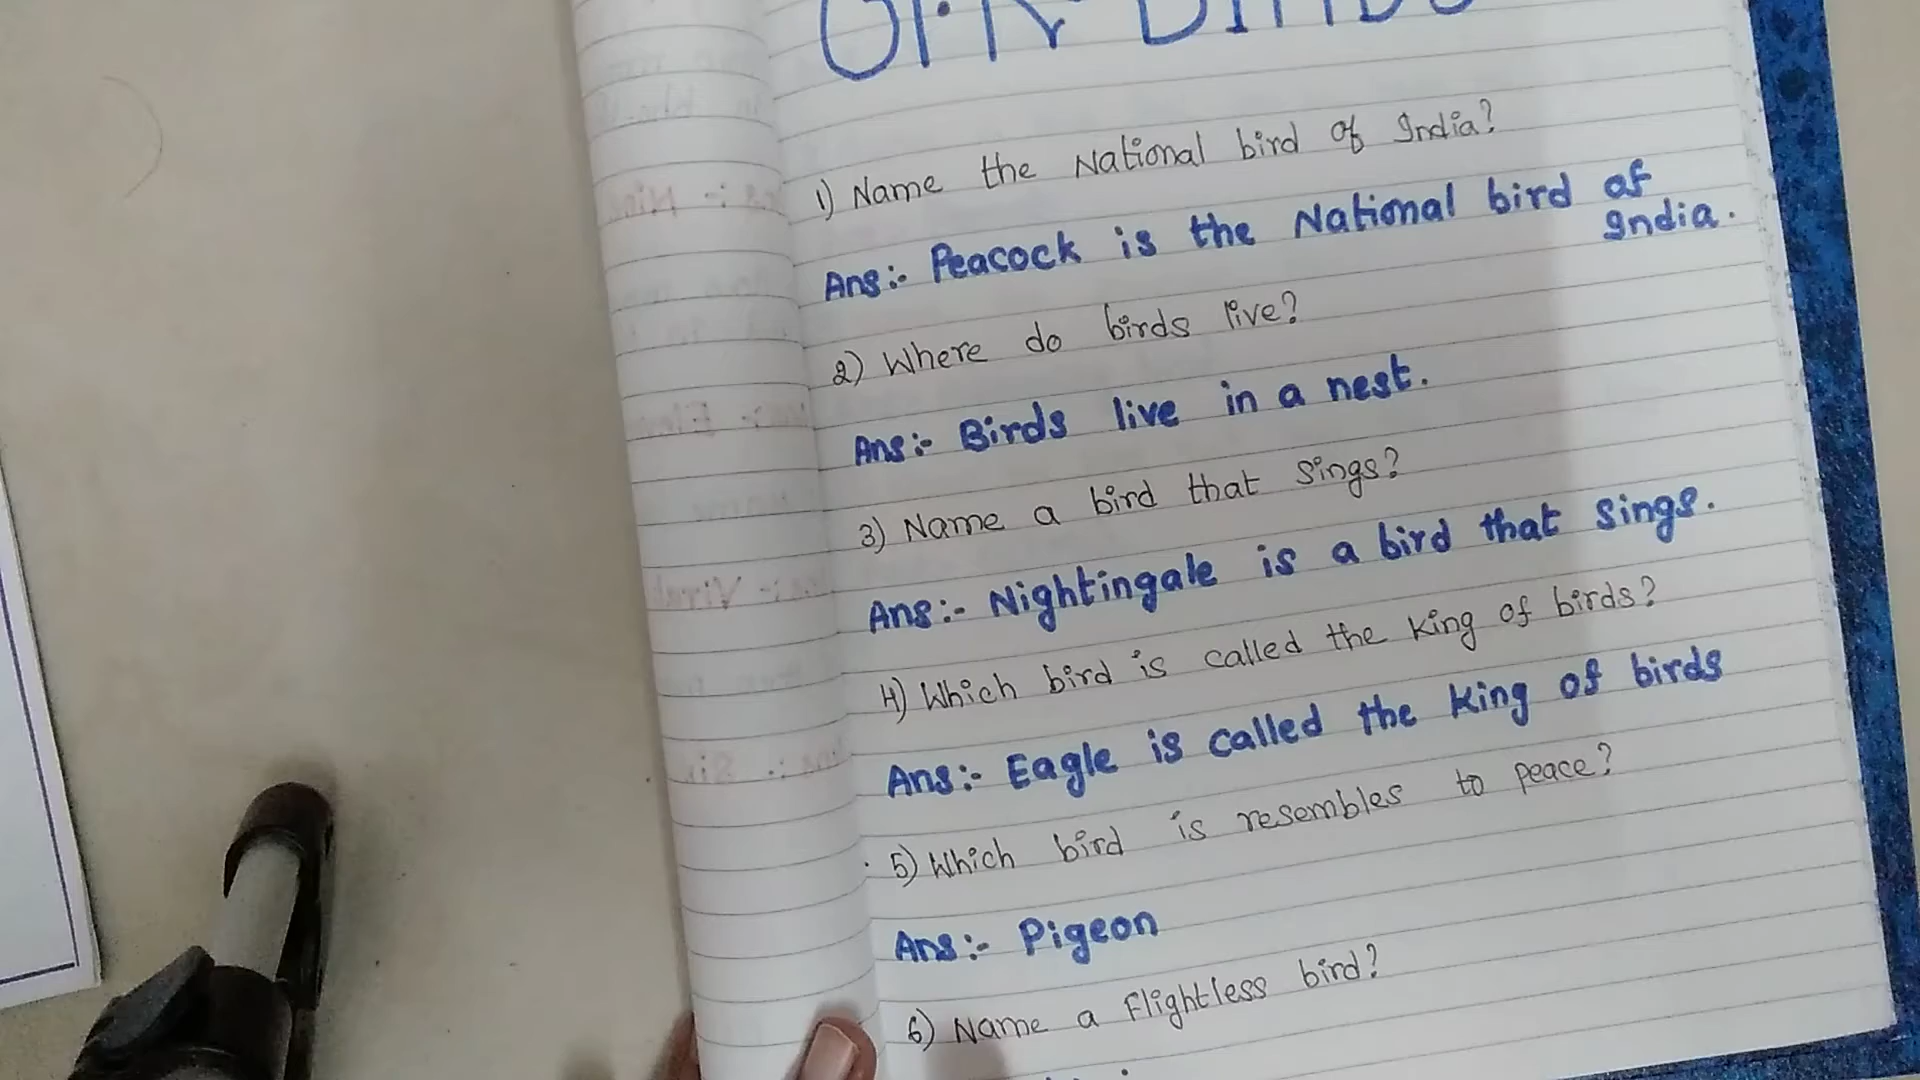 1) Name the National bird of India?
Ans:- Peacock is the National bird of
India.
2) Where do birds live?
Ans:- Birds live in a nest.
3) Name a bird that sings?
Ans:- Nightingale is a bird that sings.
4) Which bird is called the king of birds?
Ans:- Eagle is called the king of birds
5) Which bird is resembles to peace?
Ans:- Pigeon
6) Name a flightless bird?